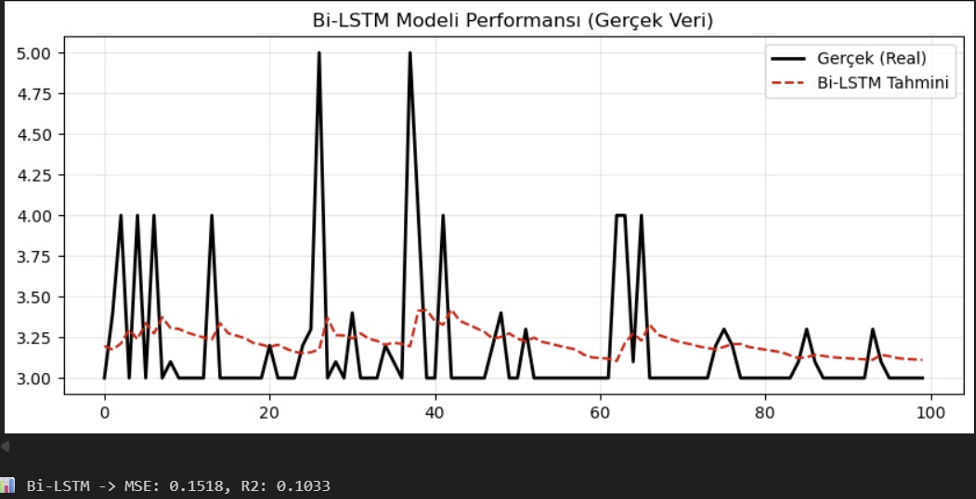 Bi-LSTM Modeli Performansı (Gerçek Veri)
Gerçek (Real)
Bi-LSTM Tahmini
5.00
4.75
4.50
4.25
4.00
3.75
3.50
3.25
3.00
0 20 40 60 80 100
Bi-LSTM -> MSE: 0.1518, R2: 0.1033